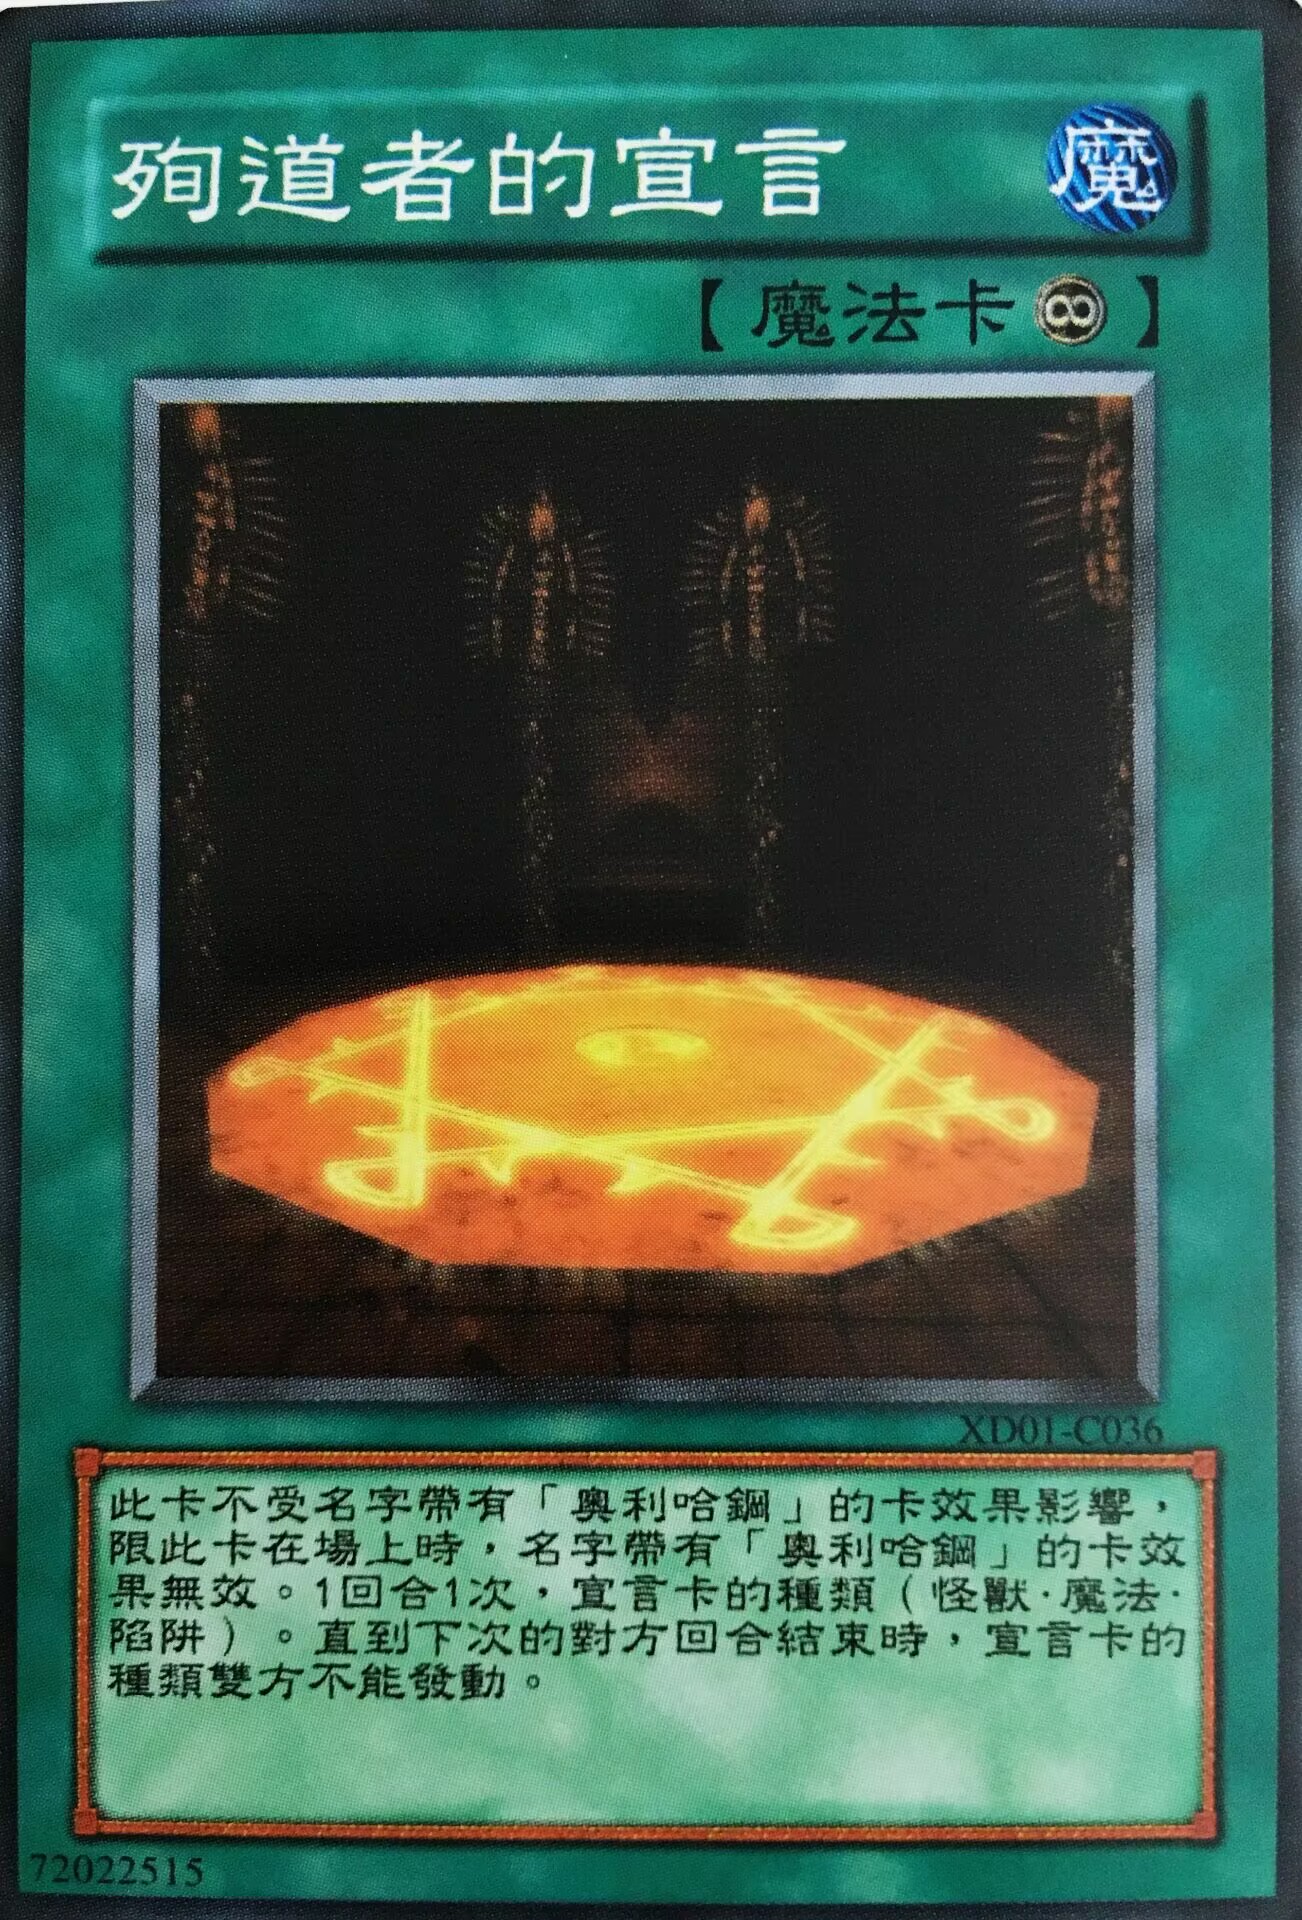 殉道者的宣言
魔
【魔法卡∞】
XD01-C036
此卡不受名字帶有「奧利哈鋼」的卡效果影響，
限此卡在場上時，名字帶有「奧利哈鋼」的卡效
果無效。1回合1次，宣言卡的種類（怪獸·魔法·
陷阱）。直到下次的對方回合結束時，宣言卡的
種類雙方不能發動。
72022515